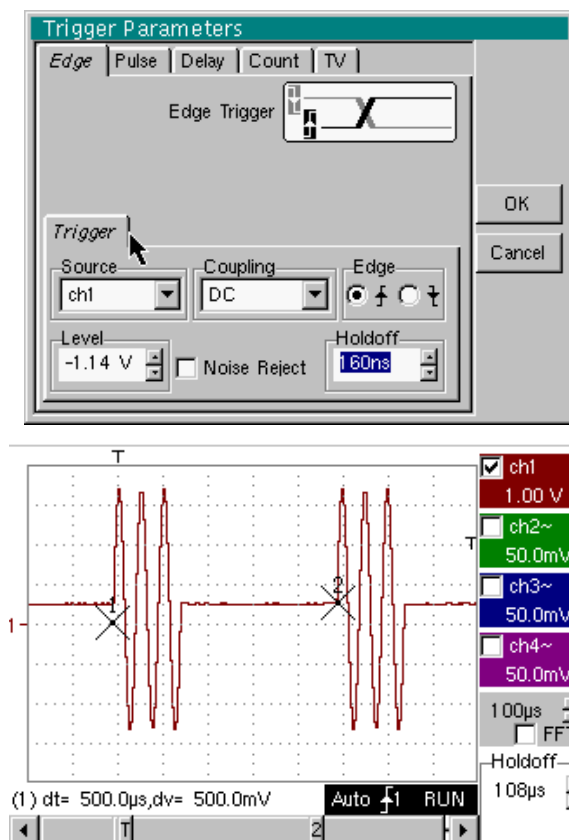 Trigger Parameters
Edge Pulse Delay Count TV
Edge Trigger
OK
Trigger
Cancel
Source Coupling Edge
ch1 DC
Level Holdoff
-1.14 V Noise Reject 160ns
T
ch1
1.00 V
ch2~
T
50.0mV
ch3~
2
50.0mV
1
1-
ch4~
50.0mV
100µs
FFT
Holdoff
(1) dt= 500.0µs,dv= 500.0mV Auto 1 RUN 108µs
T 2